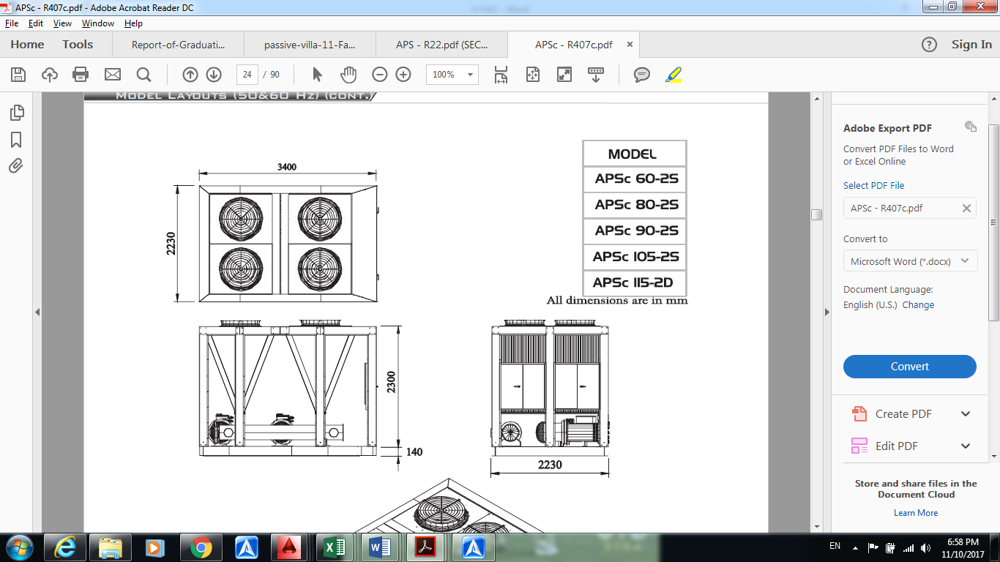 APSc - R407c.pdf - Adobe Acrobat Reader DC
File Edit View Window Help
Home Tools Report-of-Graduati... passive-villa-11-Fa... APS - R22.pdf (SEC... APSc - R407c.pdf Sign In
24 / 90 100%
MODEL LAYOUTS (50&60 HZ) (CONT.)
3400
2230
MODEL
APSc 60-2S
APSc 80-2S
APSc 90-2S
APSc 105-2S
APSc 115-2D
All dimensions are in mm
2300
140
2230
Adobe Export PDF
Convert PDF Files to Word
or Excel Online
Select PDF File
APSc - R407c.pdf
Convert to
Microsoft Word (*.docx)
Document Language:
English (U.S.) Change
Convert
Create PDF
Edit PDF
Store and share files in the
Document Cloud
Learn More
EN
6:58 PM
11/10/2017